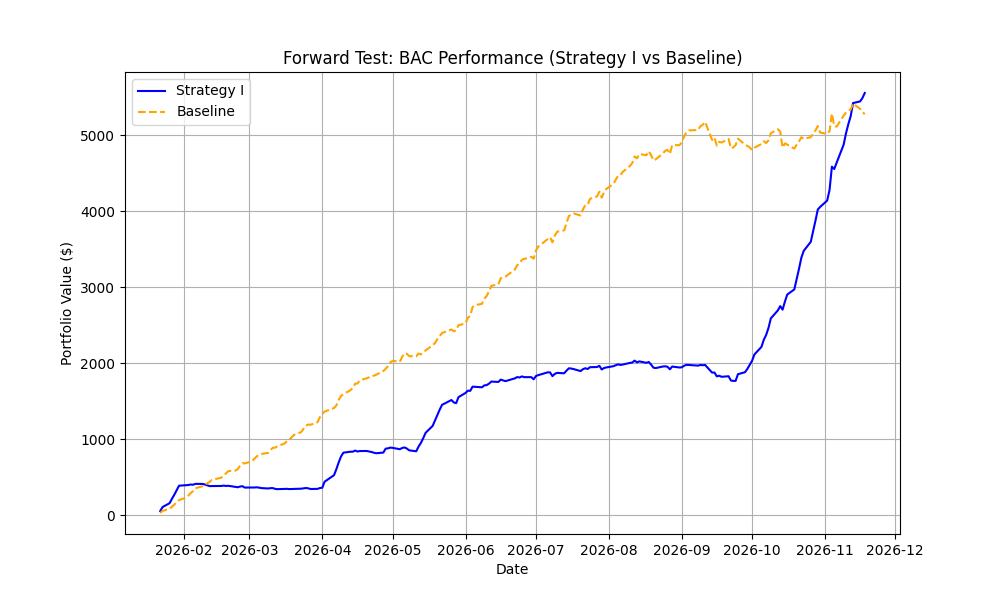 Forward Test: BAC Performance (Strategy I vs Baseline)
Strategy I
Baseline
Portfolio Value ($)
5000
4000
3000
2000
1000
0
2026-02 2026-03 2026-04 2026-05 2026-06 2026-07 2026-08 2026-09 2026-10 2026-11 2026-12
Date